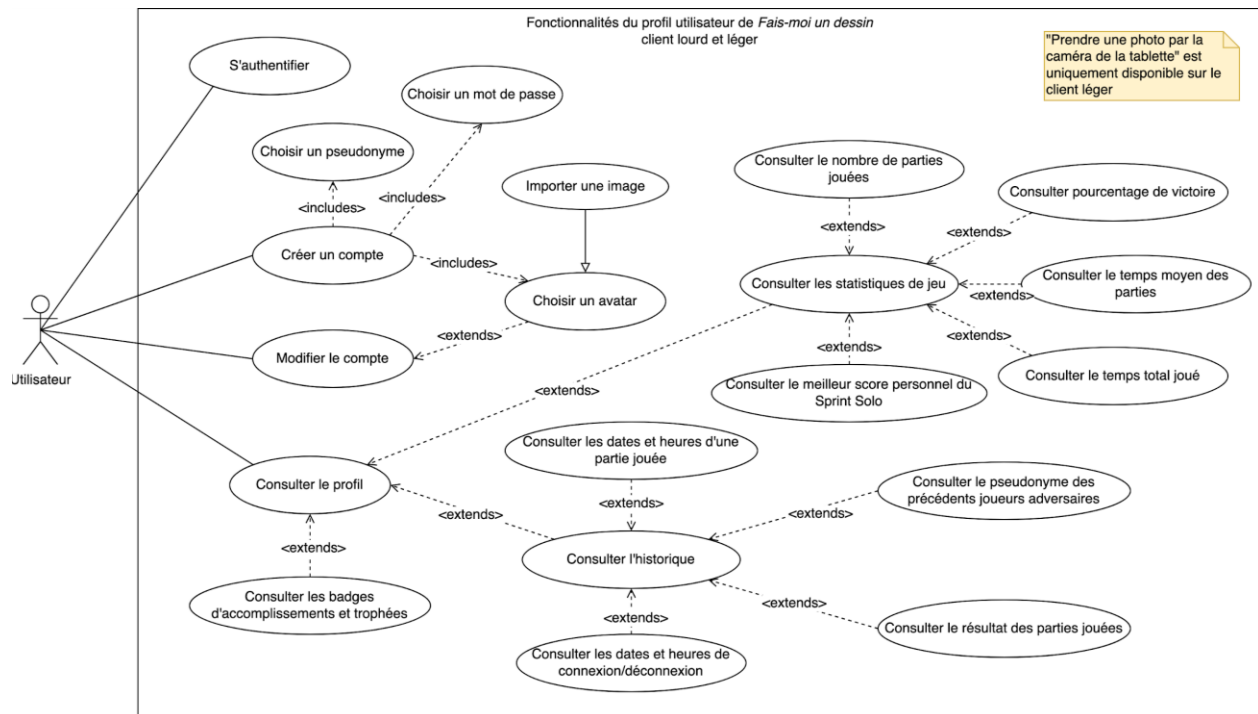 Fonctionnalités du profil utilisateur de Fais-moi un dessin
client lourd et léger
"Prendre une photo par la
caméra de la tablette" est
uniquement disponible sur le
client léger
S'authentifier
Choisir un mot de passe
Choisir un pseudonyme
Importer une image
Consulter le nombre de parties
jouées
Consulter pourcentage de victoire
<includes>
<includes>
<extends>
<extends>
Créer un compte
<includes>
Consulter les statistiques de jeu
Consulter le temps moyen des
parties
Choisir un avatar
<extends>
<extends>
<extends>
<extends>
Modifier le compte
Utilisateur
Consulter le meilleur score personnel du
Sprint Solo
Consulter le temps total joué
<extends>
Consulter les dates et heures d'une
partie jouée
Consulter le profil
Consulter le pseudonyme des
précédents joueurs adversaires
<extends>
<extends>
<extends>
<extends>
Consulter l'historique
Consulter les badges
d'accomplissements et trophées
<extends>
<extends>
Consulter le résultat des parties jouées
Consulter les dates et heures de
connexion/déconnexion